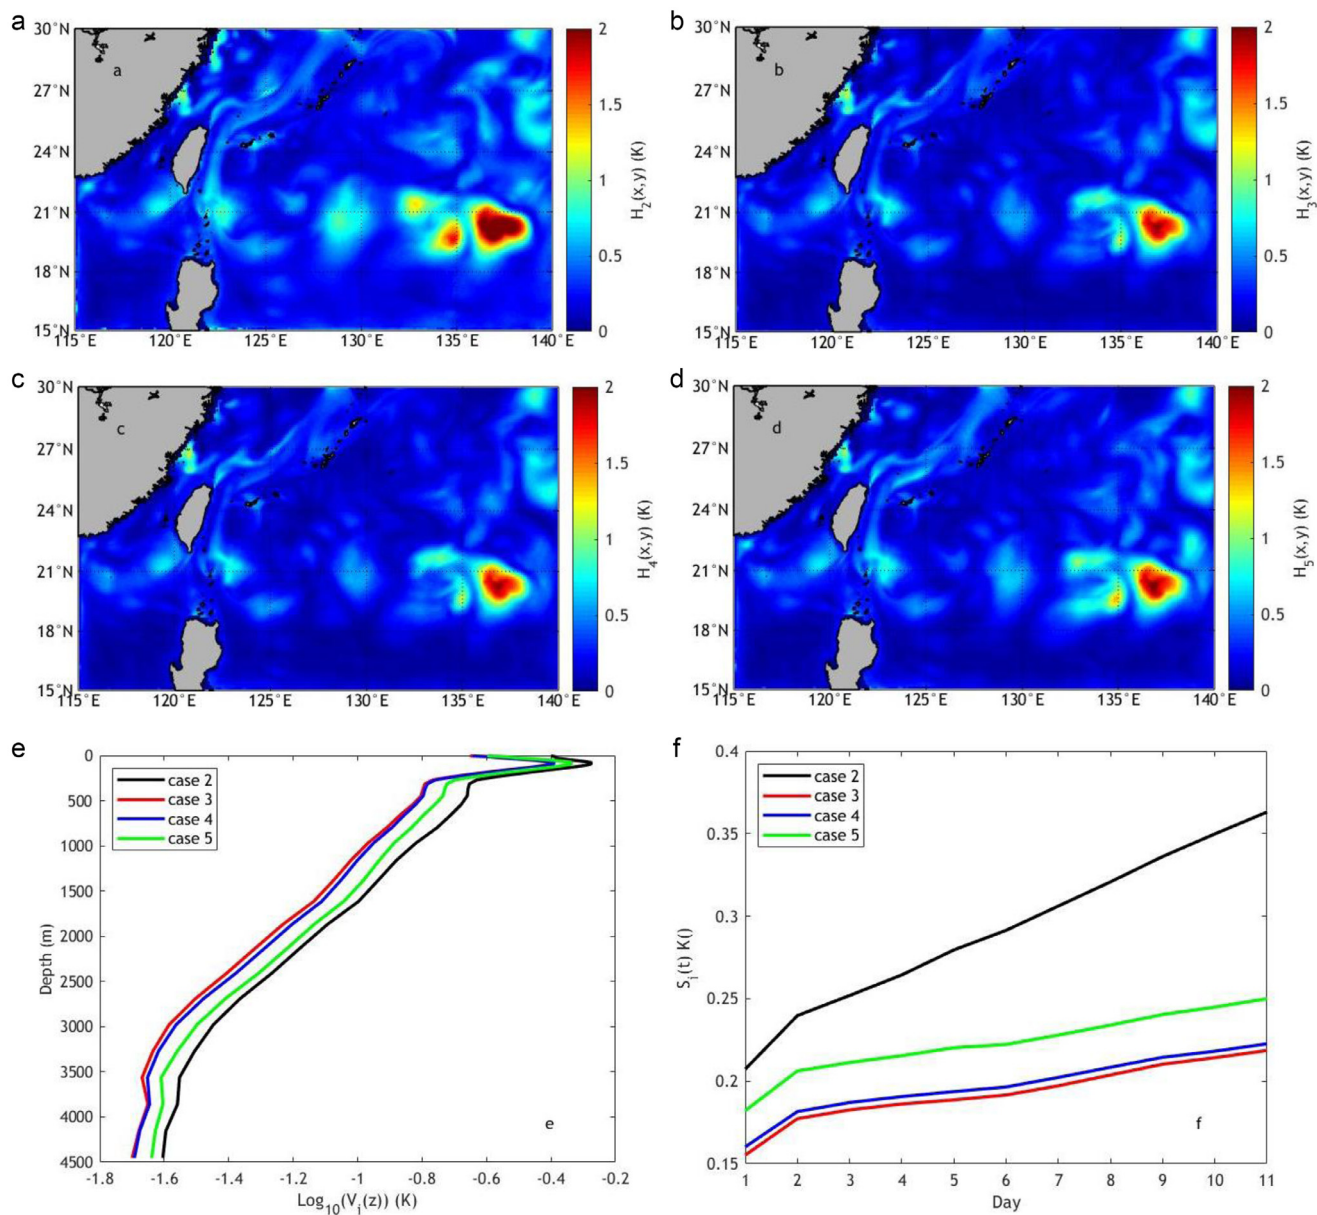 a
30°N
27°N
24°N
21°N
18°N
15°N
115°E 120°E 125°E 130°E 135°E 140°E
a
2
1.5
1
0.5
0
H2(x,y) (K)
b
30°N
27°N
24°N
21°N
18°N
15°N
115°E 120°E 125°E 130°E 135°E 140°E
b
2
1.5
1
0.5
0
H3(x,y) (K)
c
30°N
27°N
24°N
21°N
18°N
15°N
115°E 120°E 125°E 130°E 135°E 140°E
c
2
1.5
1
0.5
0
H4(x,y) (K)
d
30°N
27°N
24°N
21°N
18°N
15°N
115°E 120°E 125°E 130°E 135°E 140°E
d
2
1.5
1
0.5
0
H5(x,y) (K)
e
0
500
1000
1500
2000
2500
3000
3500
4000
4500
Depth (m)
case 2
case 3
case 4
case 5
e
-1.8 -1.6 -1.4 -1.2 -1 -0.8 -0.6 -0.4 -0.2
Log10(Vi(z)) (K)
f
0.4
0.35
0.3
0.25
0.2
0.15
Si(t) K()
case 2
case 3
case 4
case 5
f
1 2 3 4 5 6 7 8 9 10 11
Day